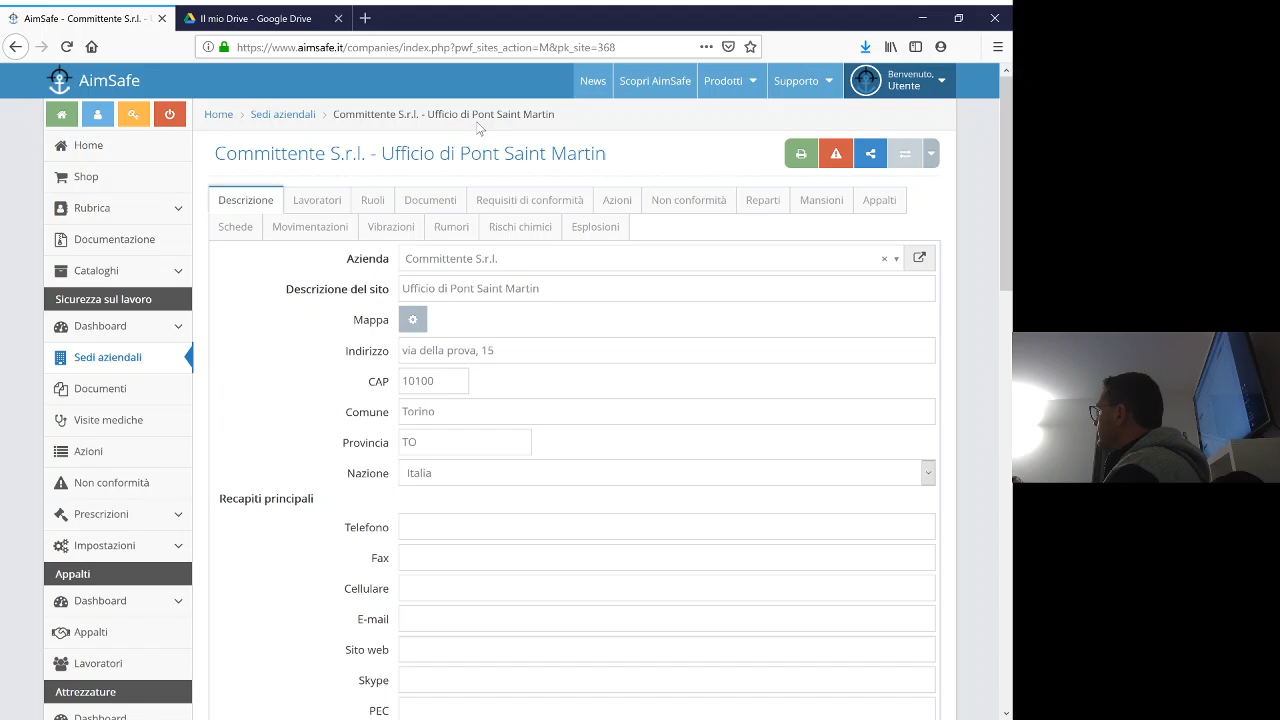 AimSafe - Committente S.r.l. - U
Il mio Drive - Google Drive
https://www.aimsafe.it/companies/index.php?pwf_sites_action=M&pk_site=368
AimSafe
News
Scopri AimSafe
Prodotti
Supporto
Benvenuto,
Utente
Home > Sedi aziendali > Committente S.r.l. - Ufficio di Pont Saint Martin
Committente S.r.l. - Ufficio di Pont Saint Martin
Home
Shop
Rubrica
Documentazione
Cataloghi
Sicurezza sul lavoro
Dashboard
Sedi aziendali
Documenti
Visite mediche
Azioni
Non conformità
Prescrizioni
Impostazioni
Appalti
Dashboard
Appalti
Lavoratori
Attrezzature
Dashboard
Descrizione Lavoratori Ruoli Documenti Requisiti di conformità Azioni Non conformità Reparti Mansioni Appalti
Schede Movimentazioni Vibrazioni Rumori Rischi chimici Esplosioni
Azienda Committente S.r.l.
Descrizione del sito Ufficio di Pont Saint Martin
Mappa
Indirizzo via della prova, 15
CAP 10100
Comune Torino
Provincia TO
Nazione Italia
Recapiti principali
Telefono
Fax
Cellulare
E-mail
Sito web
Skype
PEC